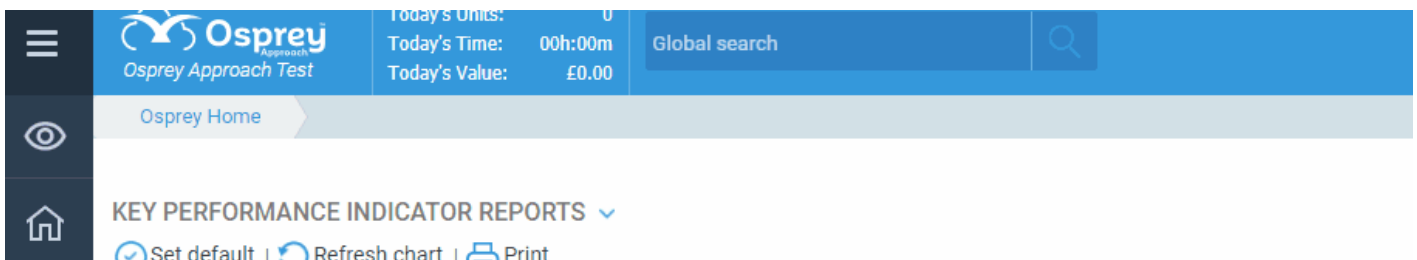 Osprey™
Approach
Osprey Approach Test
Today's Units: 0
Today's Time: 00h:00m
Today's Value: £0.00
Global search
Osprey Home
KEY PERFORMANCE INDICATOR REPORTS
Set default | Refresh chart | Print